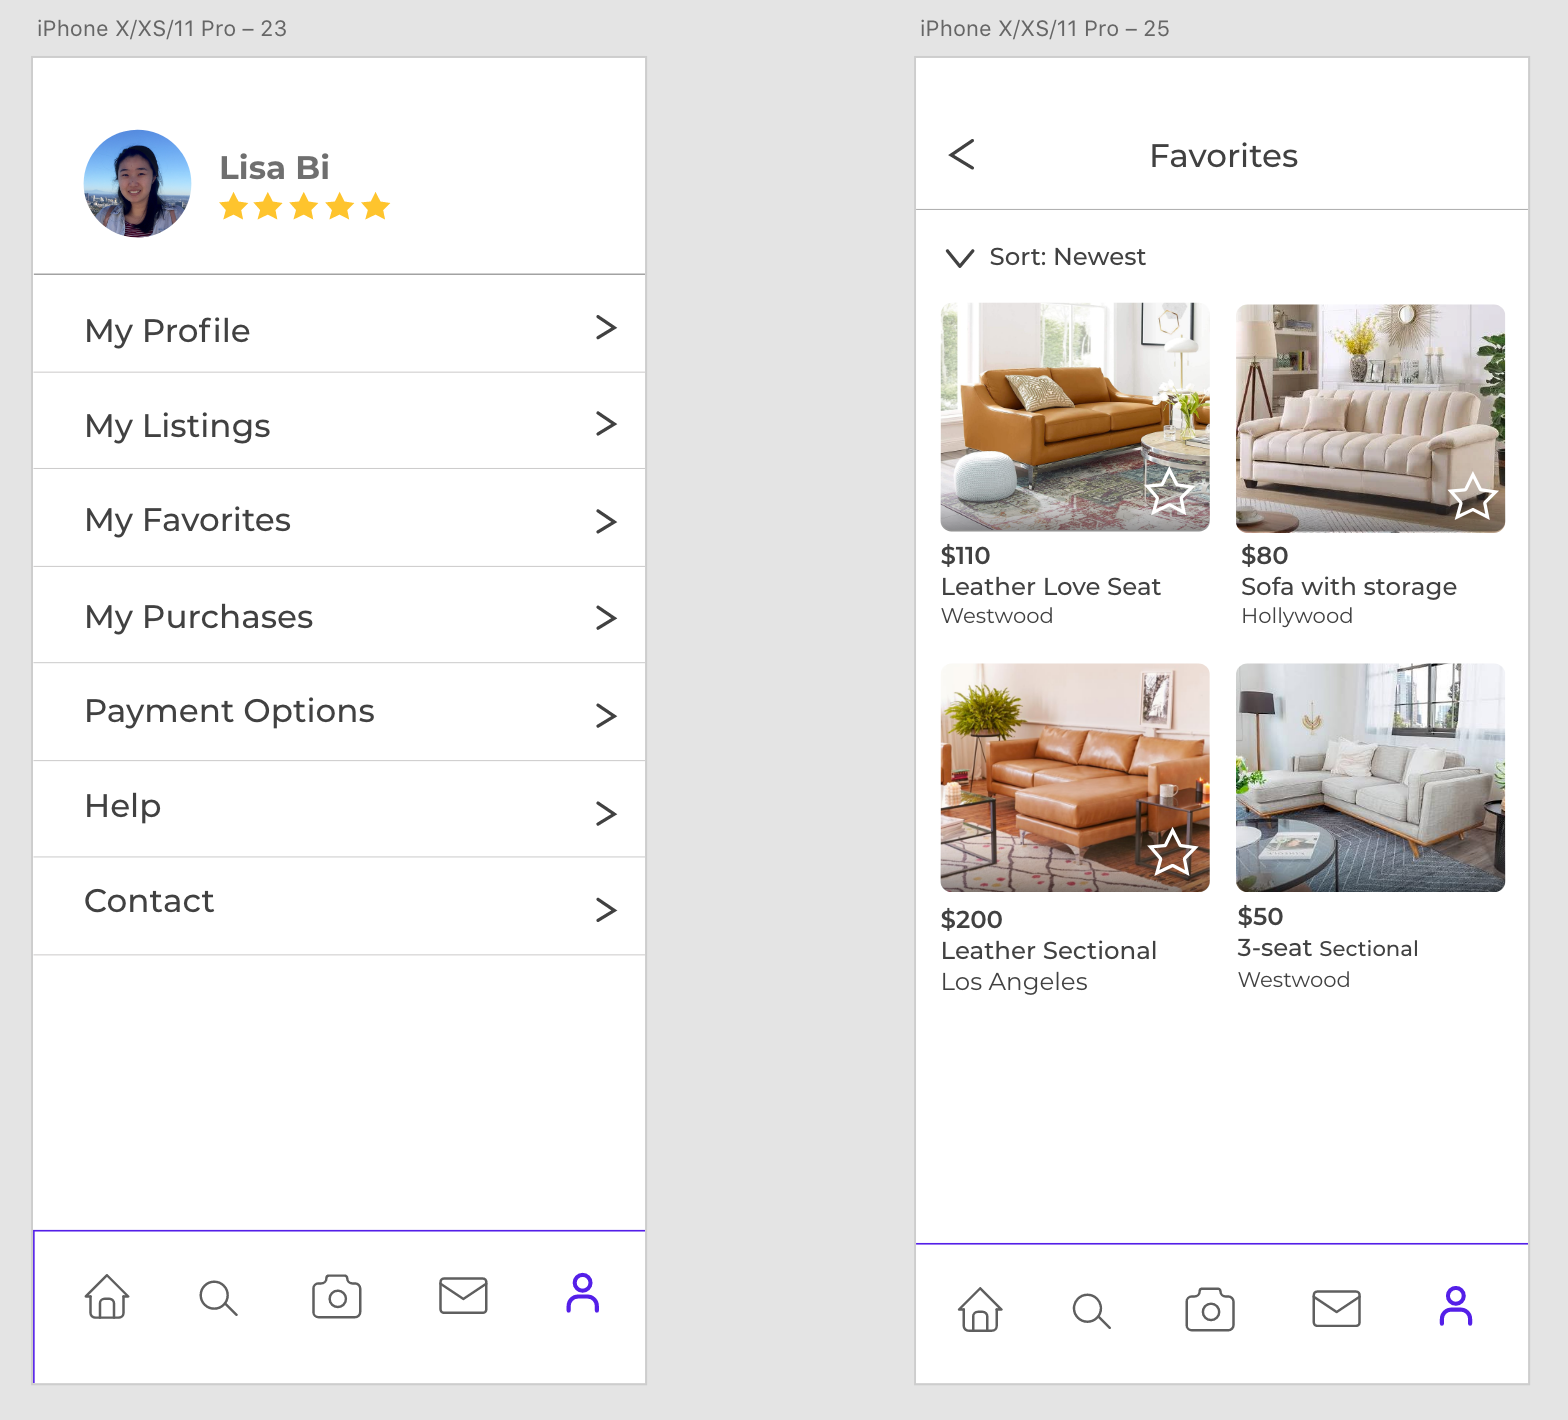 iPhone X/XS/11 Pro – 23
Lisa Bi
My Profile
My Listings
My Favorites
My Purchases
Payment Options
Help
Contact
iPhone X/XS/11 Pro – 25
Favorites
Sort: Newest
$110
Leather Love Seat
Westwood
$80
Sofa with storage
Hollywood
$200
Leather Sectional
Los Angeles
$50
3-seat Sectional
Westwood